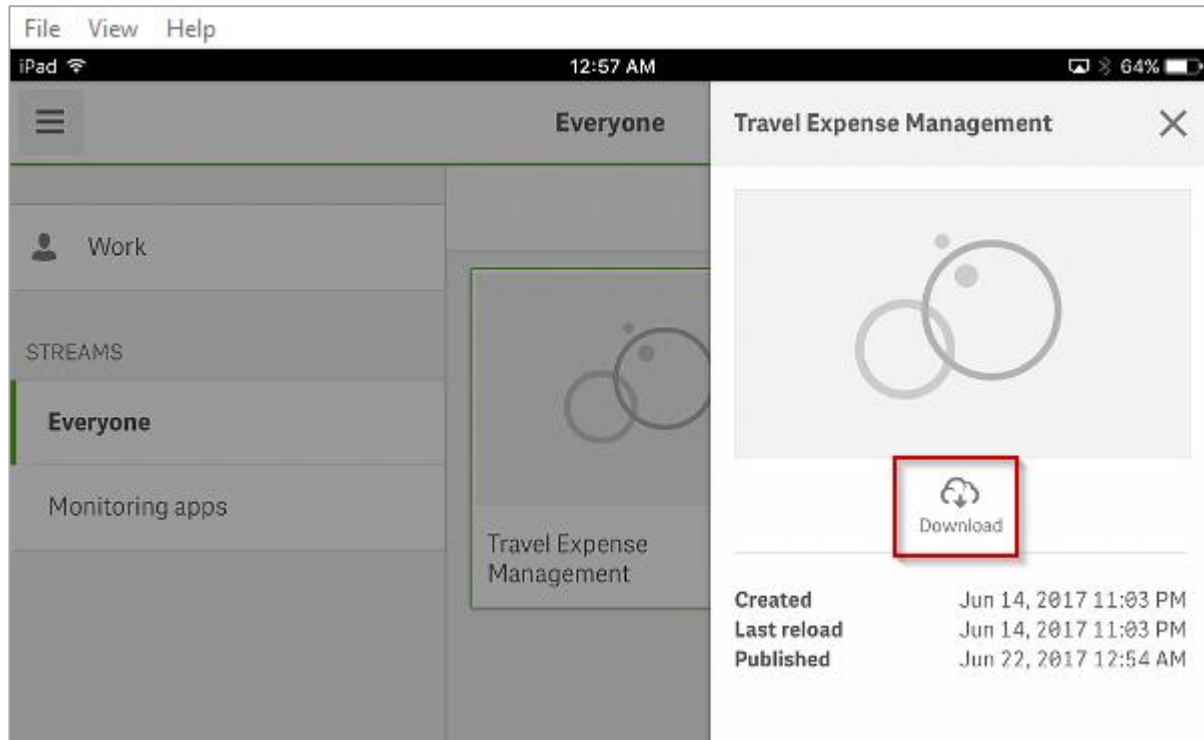 File View Help
iPad 12:57 AM 64%
Everyone
Travel Expense Management
Work
STREAMS
Everyone
Monitoring apps
Travel Expense
Management
Download
Created Jun 14, 2017 11:03 PM
Last reload Jun 14, 2017 11:03 PM
Published Jun 22, 2017 12:54 AM